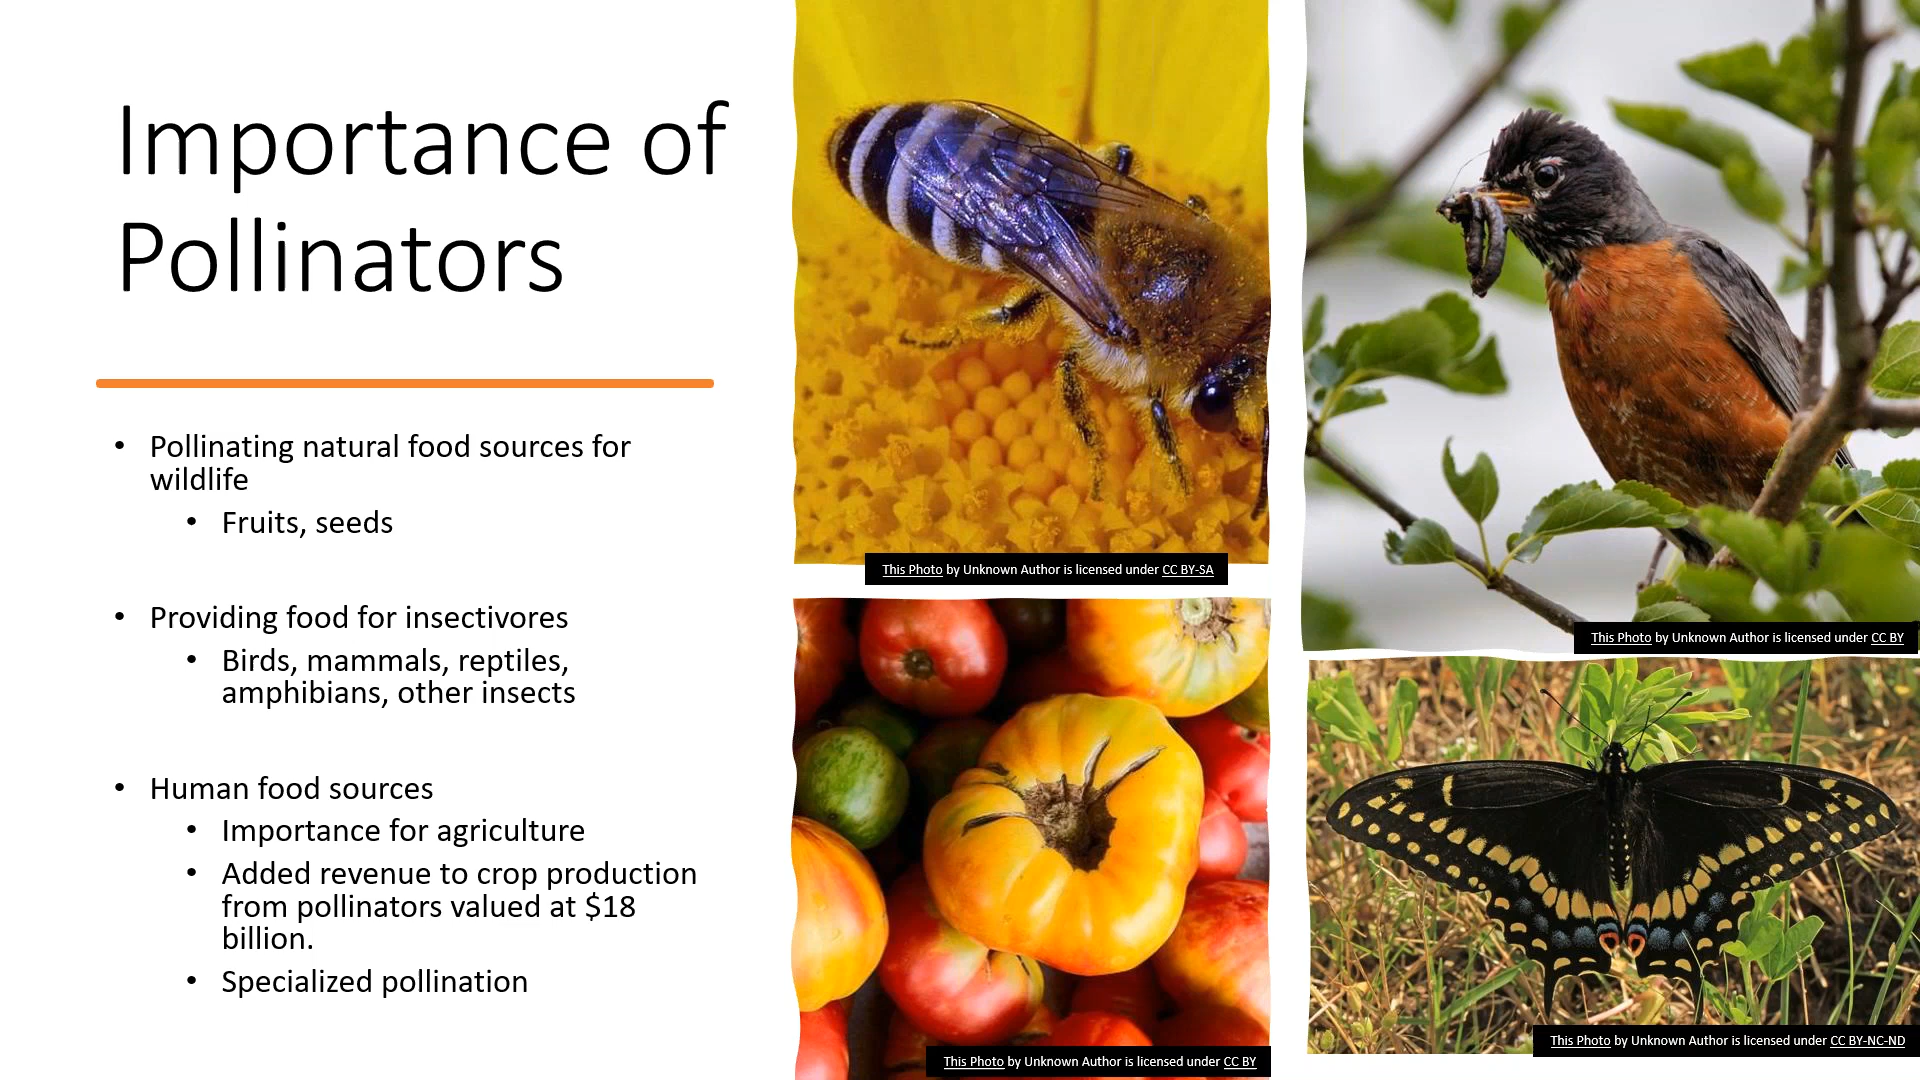 Importance of
Pollinators
• Pollinating natural food sources for
wildlife
• Fruits, seeds
• Providing food for insectivores
• Birds, mammals, reptiles,
amphibians, other insects
• Human food sources
• Importance for agriculture
• Added revenue to crop production
from pollinators valued at $18
billion.
• Specialized pollination
This Photo by Unknown Author is licensed under CC BY-SA
This Photo by Unknown Author is licensed under CC BY
This Photo by Unknown Author is licensed under CC BY
This Photo by Unknown Author is licensed under CC BY-NC-ND